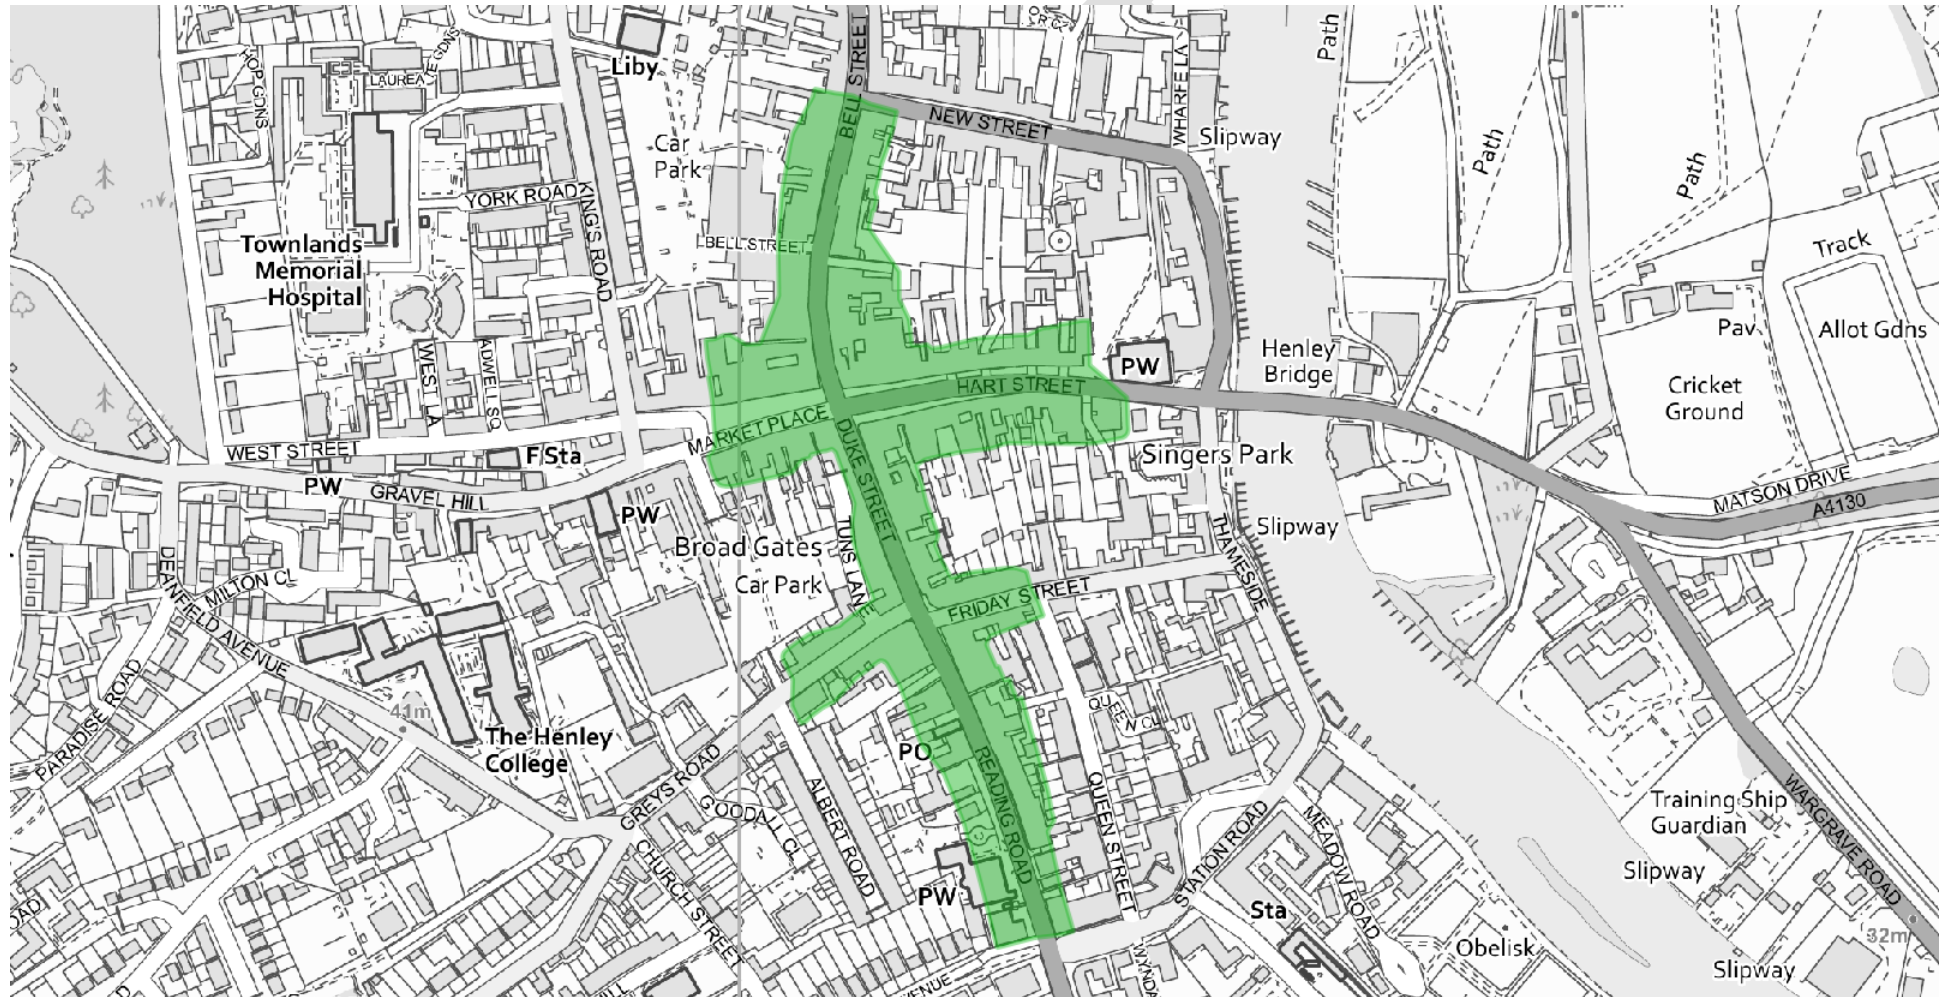 BELL STREET
WHARFE LA
Path
Liby
THOP GDNS
LAUREATE GDNS
NEW STREET
Slipway
Car
Park
Path
Path
YORK ROAD
KING'S ROAD
Townlands
Memorial
Hospital
BELL STREET
Track
Pav
Allot Gdns
WEST LA
ADWELL SQ
PW
Henley
Bridge
HART STREET
Cricket
Ground
MARKET PLACE
WEST STREET
F Sta
DUKE STREET
Singers Park
PW
GRAVEL HILL
PW
MATSON DRIVE
A4130
Slipway
THAMESIDE
TUNS LANE
Broad Gates
Car Park
DEANFIELD AVENUE
MILTON CL
FRIDAY STREET
PARADISE ROAD
41m
The Henley
College
QUEEN CL
PO
READING ROAD
GREYS ROAD
GOODALL CL
ALBERT ROAD
QUEEN STREET
STATION ROAD
MEADOW ROAD
WARGRAVE ROAD
Training Ship
Guardian
Slipway
CHURCH STREET
PW
Sta
Obelisk
32m
Slipway